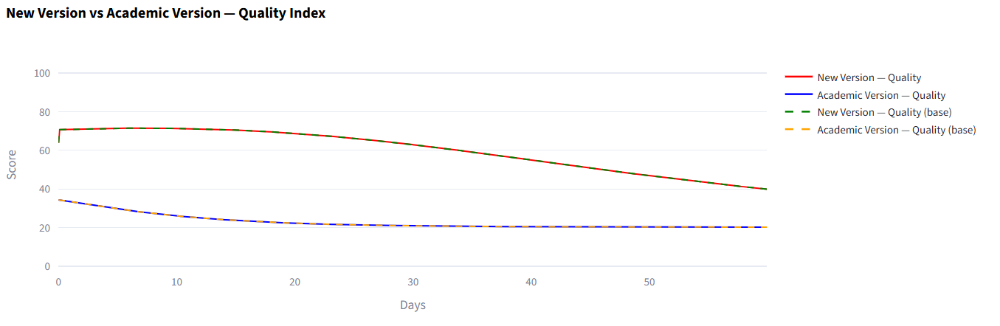 New Version vs Academic Version — Quality Index
100
80
60
40
20
0
Score
0 10 20 30 40 50
Days
New Version — Quality
Academic Version — Quality
New Version — Quality (base)
Academic Version — Quality (base)